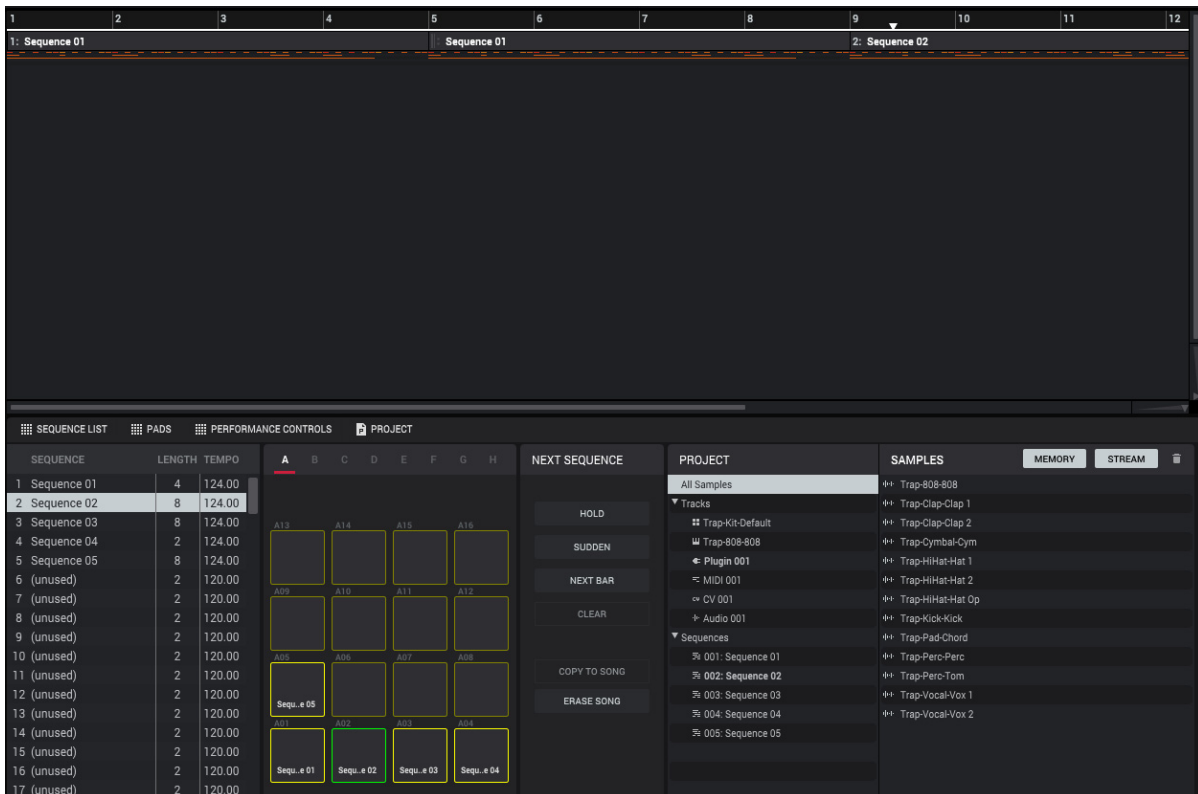 1 2 3 4 5 6 7 8 9 10 11 12
1: Sequence 01 Sequence 01 2: Sequence 02
SEQUENCE LIST PADS PERFORMANCE CONTROLS PROJECT
SEQUENCE LENGTH TEMPO
1 Sequence 01 4 124.00
2 Sequence 02 8 124.00
3 Sequence 03 8 124.00
4 Sequence 04 2 124.00
5 Sequence 05 8 124.00
6 (unused) 2 120.00
7 (unused) 2 120.00
8 (unused) 2 120.00
9 (unused) 2 120.00
10 (unused) 2 120.00
11 (unused) 2 120.00
12 (unused) 2 120.00
13 (unused) 2 120.00
14 (unused) 2 120.00
15 (unused) 2 120.00
16 (unused) 2 120.00
17 (unused) 2 120.00
A B C D E F G H
A13 A14 A15 A16
A09 A10 A11 A12
A05 A06 A07 A08
Sequ..e 05
A01 A02 A03 A04
Sequ..e 01 Sequ..e 02 Sequ..e 03 Sequ..e 04
NEXT SEQUENCE
HOLD
SUDDEN
NEXT BAR
CLEAR
COPY TO SONG
ERASE SONG
PROJECT
All Samples
Tracks
Trap-Kit-Default
Trap-808-808
Plugin 001
MIDI 001
CV 001
Audio 001
Sequences
001: Sequence 01
002: Sequence 02
003: Sequence 03
004: Sequence 04
005: Sequence 05
SAMPLES MEMORY STREAM
Trap-808-808
Trap-Clap-Clap 1
Trap-Clap-Clap 2
Trap-Cymbal-Cym
Trap-HiHat-Hat 1
Trap-HiHat-Hat 2
Trap-HiHat-Hat Op
Trap-Kick-Kick
Trap-Pad-Chord
Trap-Perc-Perc
Trap-Perc-Tom
Trap-Vocal-Vox 1
Trap-Vocal-Vox 2